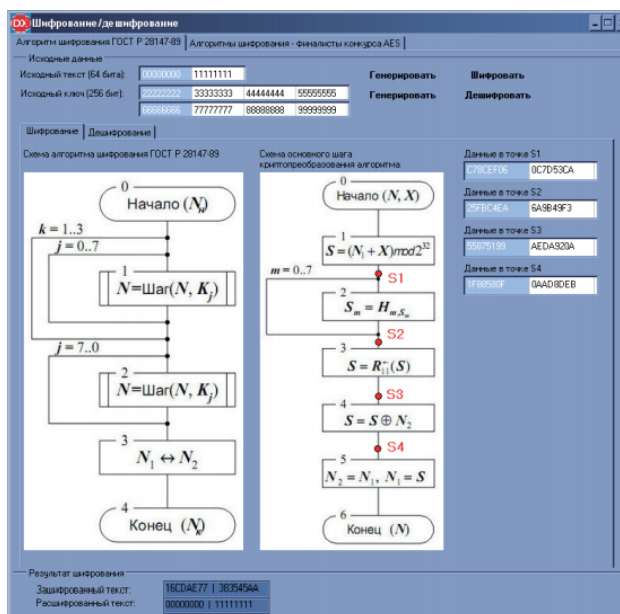 Шифрование/дешифрование
Алгоритм шифрования ГОСТ Р 28147-89 Алгоритмы шифрования - финалисты конкурса AES
Исходные данные
Исходный текст (64 бита): 00000000 11111111 Генерировать Шифровать
Исходный ключ (256 бит): 22222222 33333333 44444444 55555555 Генерировать Дешифровать
66666666 77777777 88888888 99999999
Шифрование Дешифрование
Схема алгоритма шифрования ГОСТ Р 28147-89
0
Начало (N)
k = 1..3
j = 0..7
1
N=Шаг(N, Kj)
j = 7..0
2
N=Шаг(N, Kj)
3
N1 ↔ N2
4
Конец (N)
Схема основного шага
криптопреобразования алгоритма
0
Начало (N, X)
1
S = (N1 + X)mod2^32
S1
m = 0..7
2
Sm = Hm,Sm
S2
3
S = R11←(S)
S3
4
S = S ⊕ N2
S4
5
N2 = N1, N1 = S
6
Конец (N)
Данные в точке S1
C78CEF06 0C7D53CA
Данные в точке S2
25FBC4EA 6A9B49F3
Данные в точке S3
55875199 AEDA920A
Данные в точке S4
1F88580F 0AAD8DEB
Результат шифрования
Зашифрованный текст: 16CDAE77 | 383545AA
Расшифрованный текст: 00000000 | 11111111